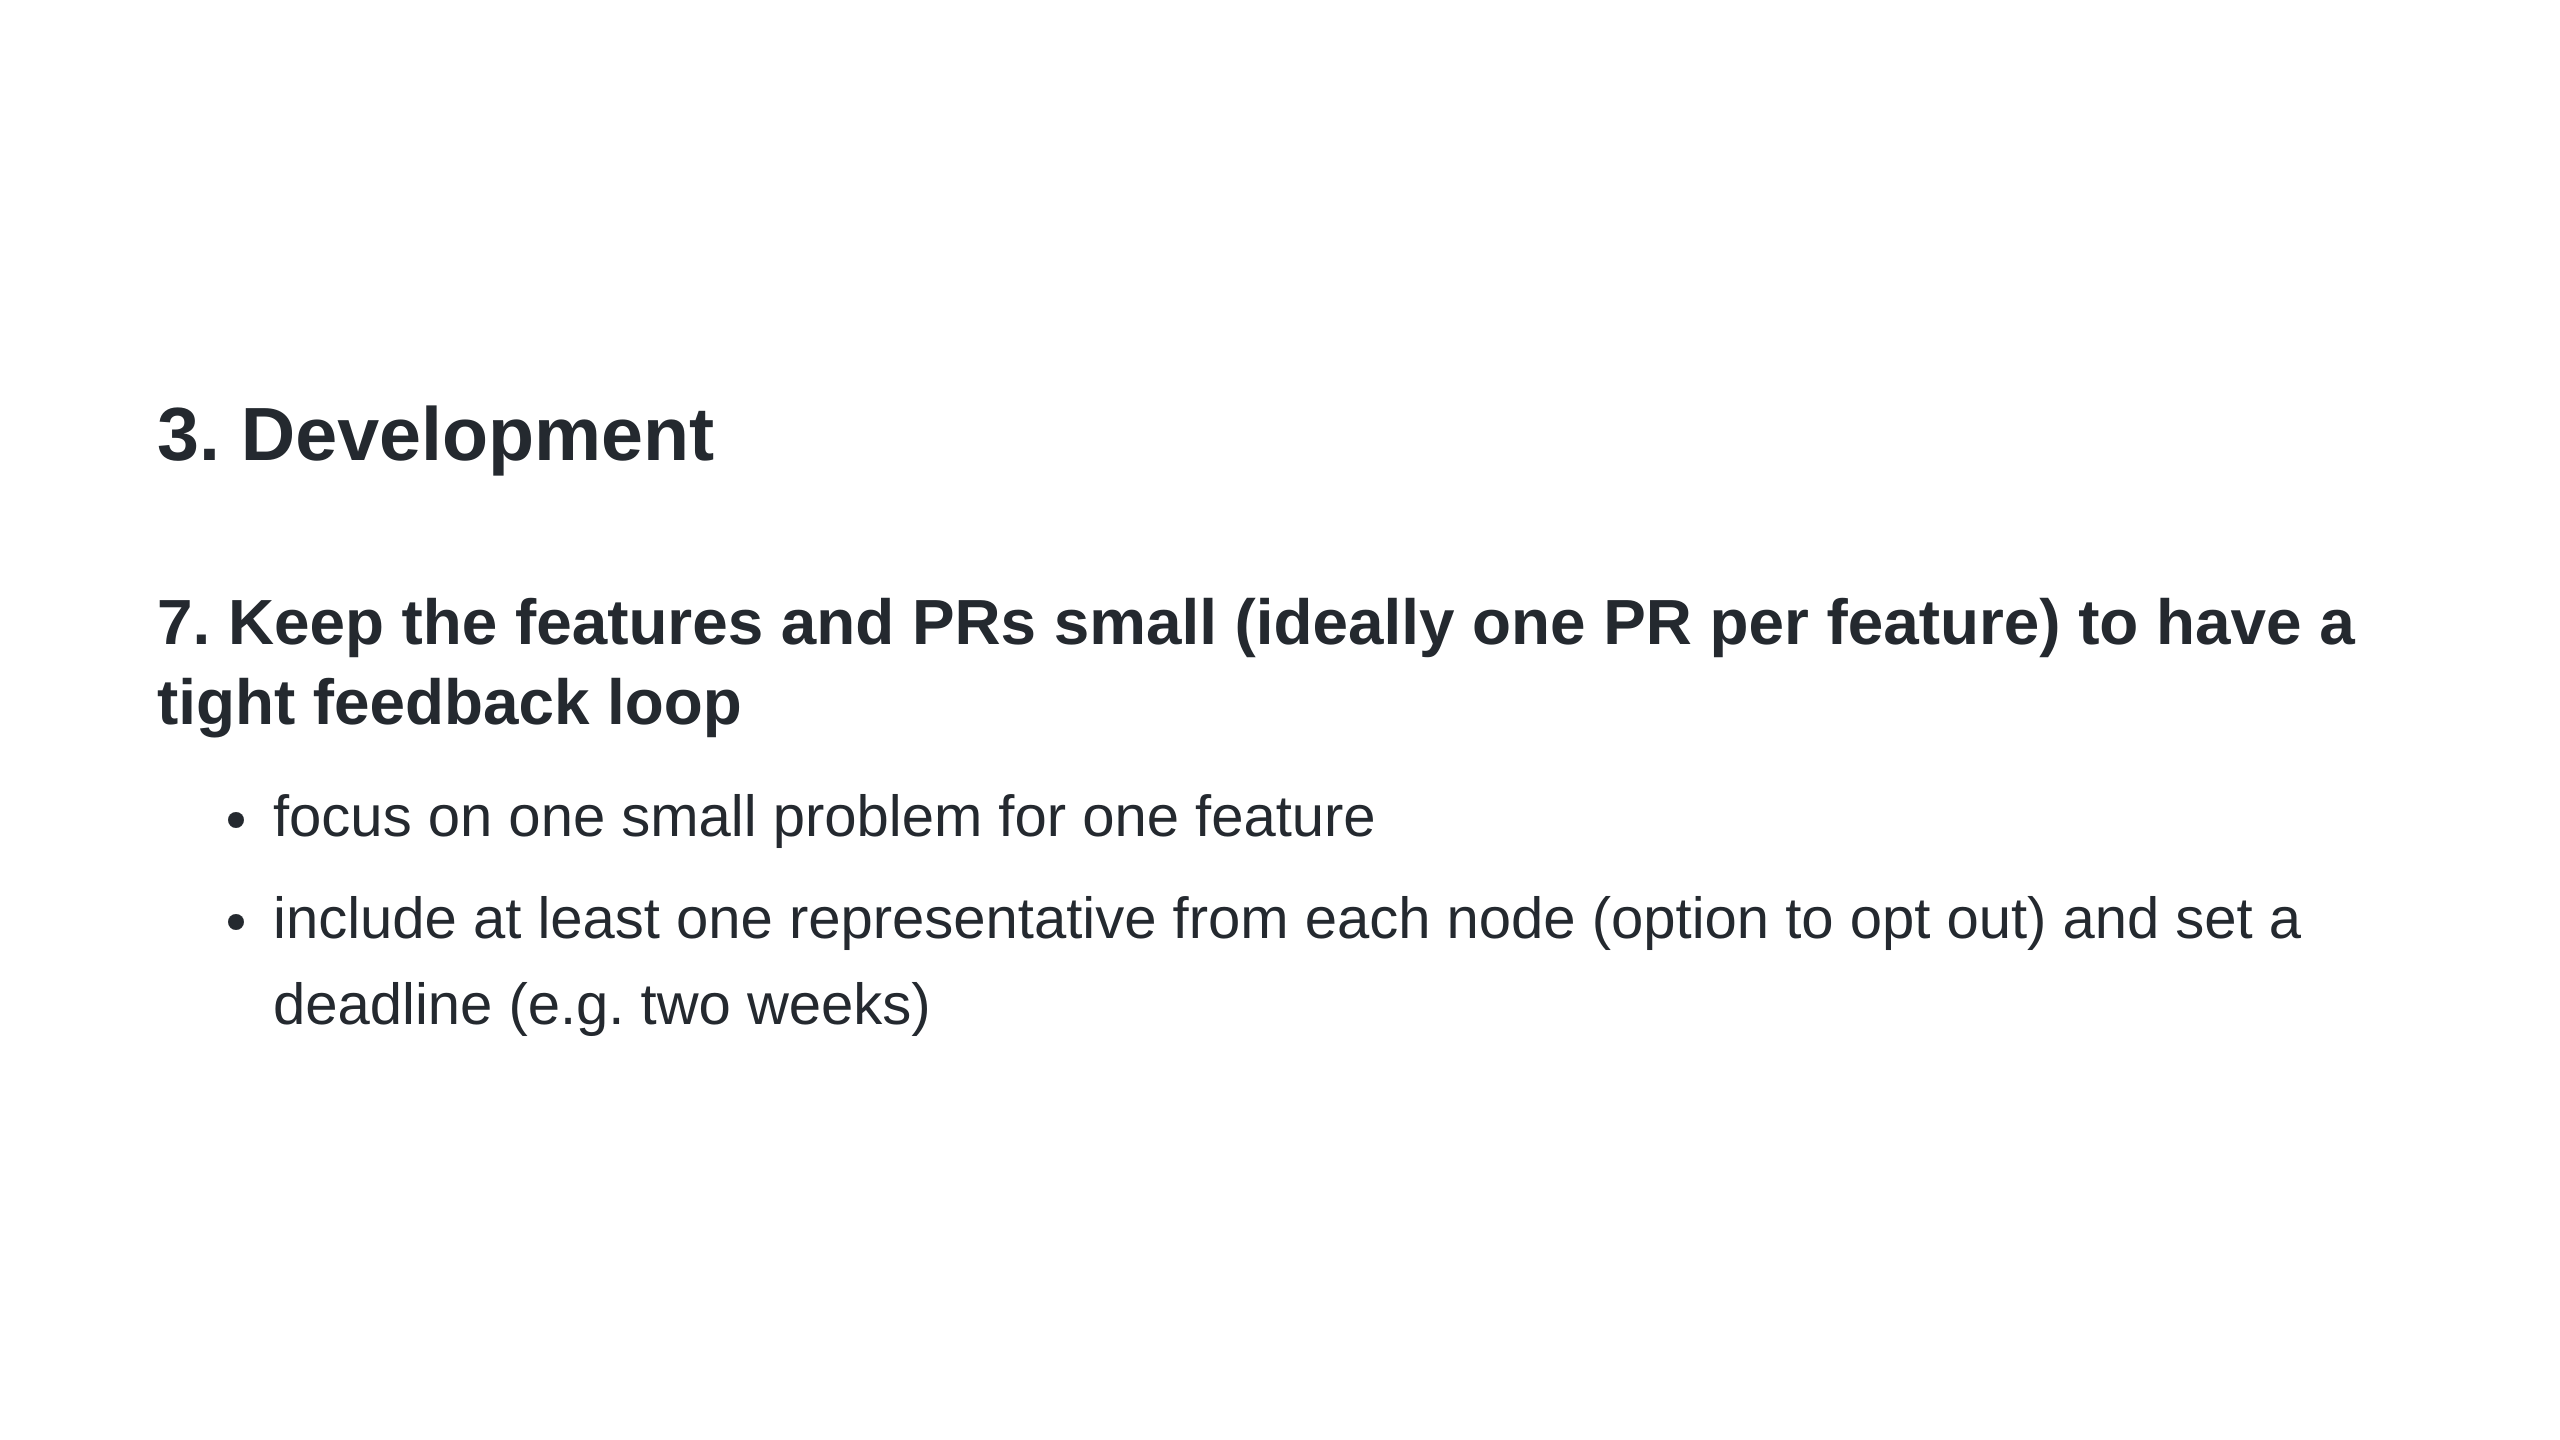 3. Development
7. Keep the features and PRs small (ideally one PR per feature) to have a
tight feedback loop
• focus on one small problem for one feature
• include at least one representative from each node (option to opt out) and set a
deadline (e.g. two weeks)